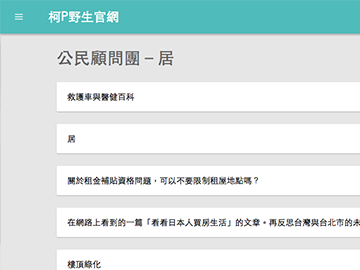 柯P野生官網
公民顧問團 – 居
救護車與醫健百科
居
關於租金補貼資格問題，可以不要限制租屋地點嗎？
在網路上看到的一篇「看看日本人買房生活」的文章。再反思台灣與台北市的未
樓頂綠化